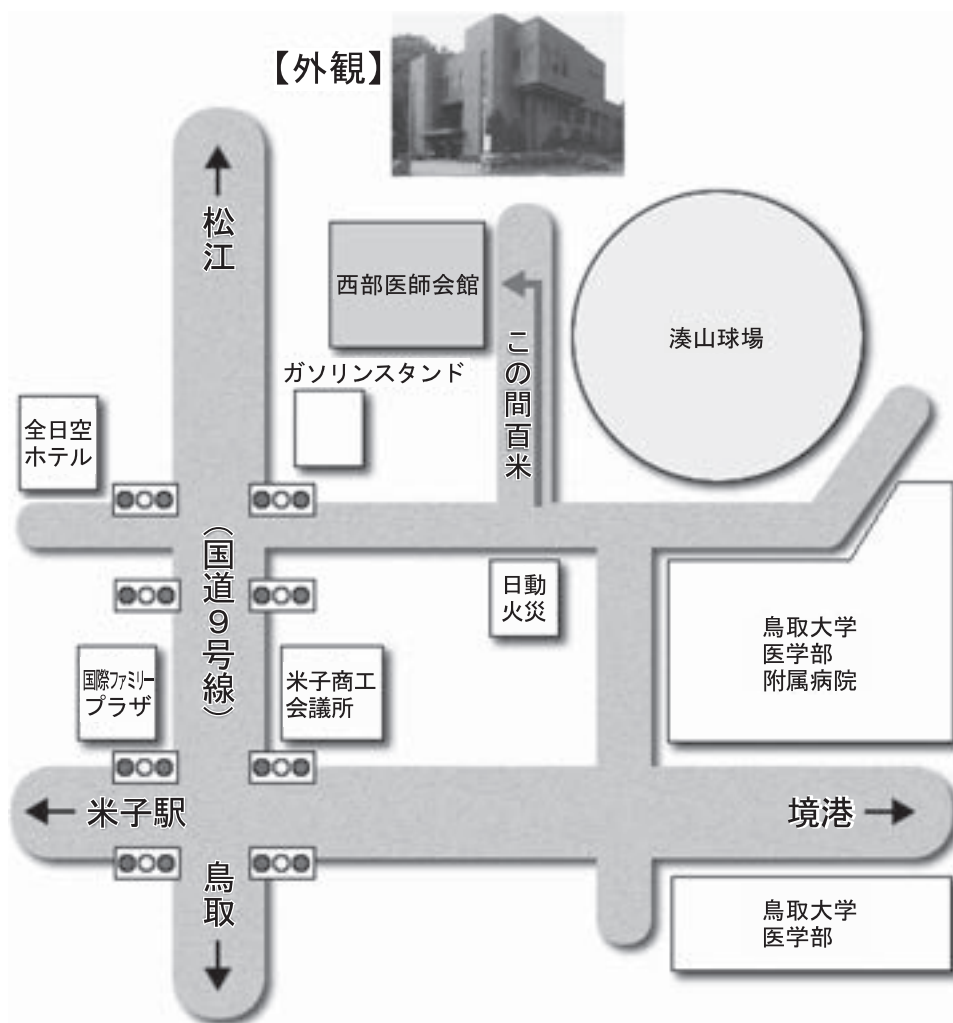 【外観】
松江
西部医師会館
湊山球場
ガソリンスタンド
この間百米
全日空
ホテル
(国道9号線)
日動
火災
鳥取大学
医学部
附属病院
国際ファミリー
プラザ
米子商工
会議所
米子駅
境港
鳥取
鳥取大学
医学部